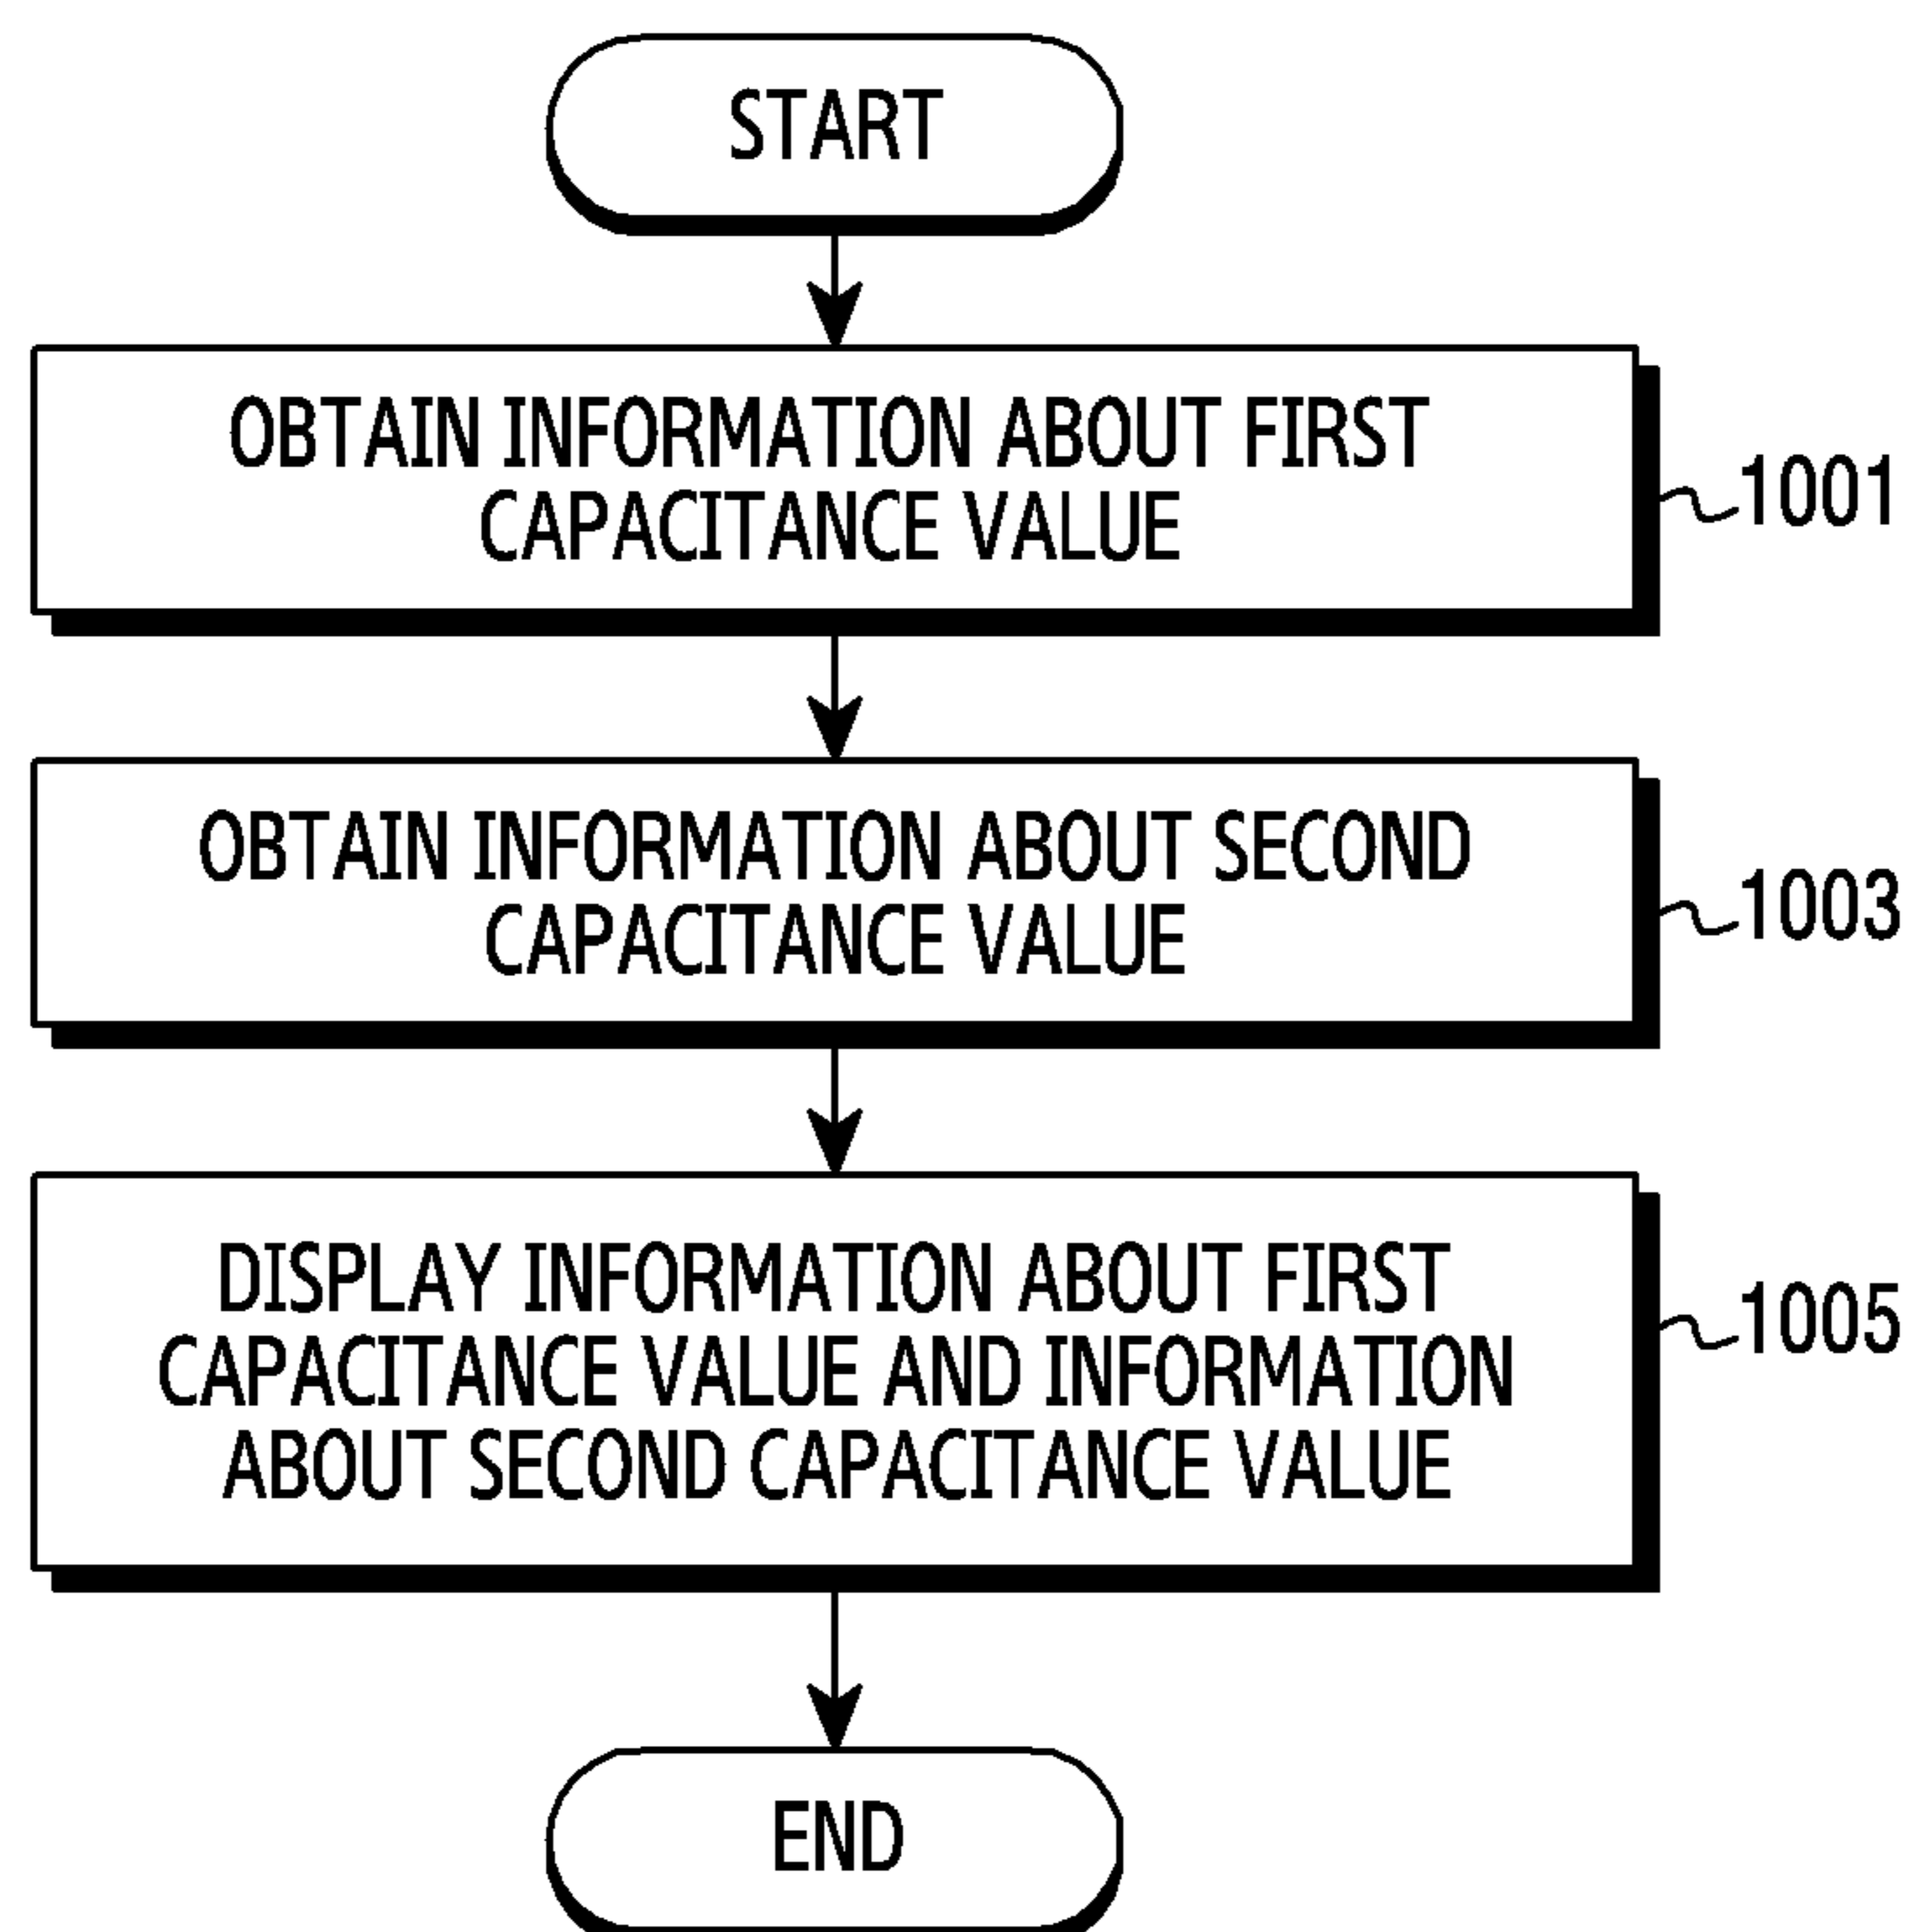 START
OBTAIN INFORMATION ABOUT FIRST
CAPACITANCE VALUE
1001
OBTAIN INFORMATION ABOUT SECOND
CAPACITANCE VALUE
1003
DISPLAY INFORMATION ABOUT FIRST
CAPACITANCE VALUE AND INFORMATION
ABOUT SECOND CAPACITANCE VALUE
1005
END